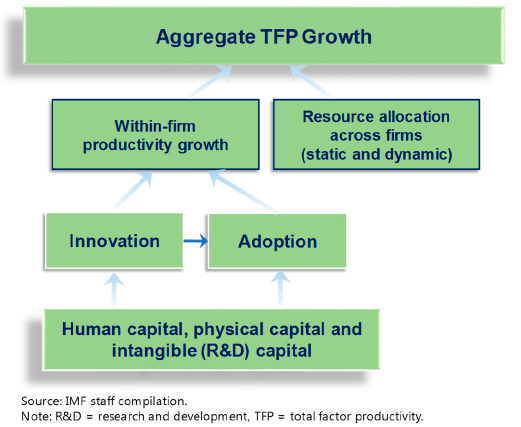 Aggregate TFP Growth
Within-firm
productivity growth
Resource allocation
across firms
(static and dynamic)
Innovation
Adoption
Human capital, physical capital and
intangible (R&D) capital
Source: IMF staff compilation.
Note: R&D = research and development, TFP = total factor productivity.